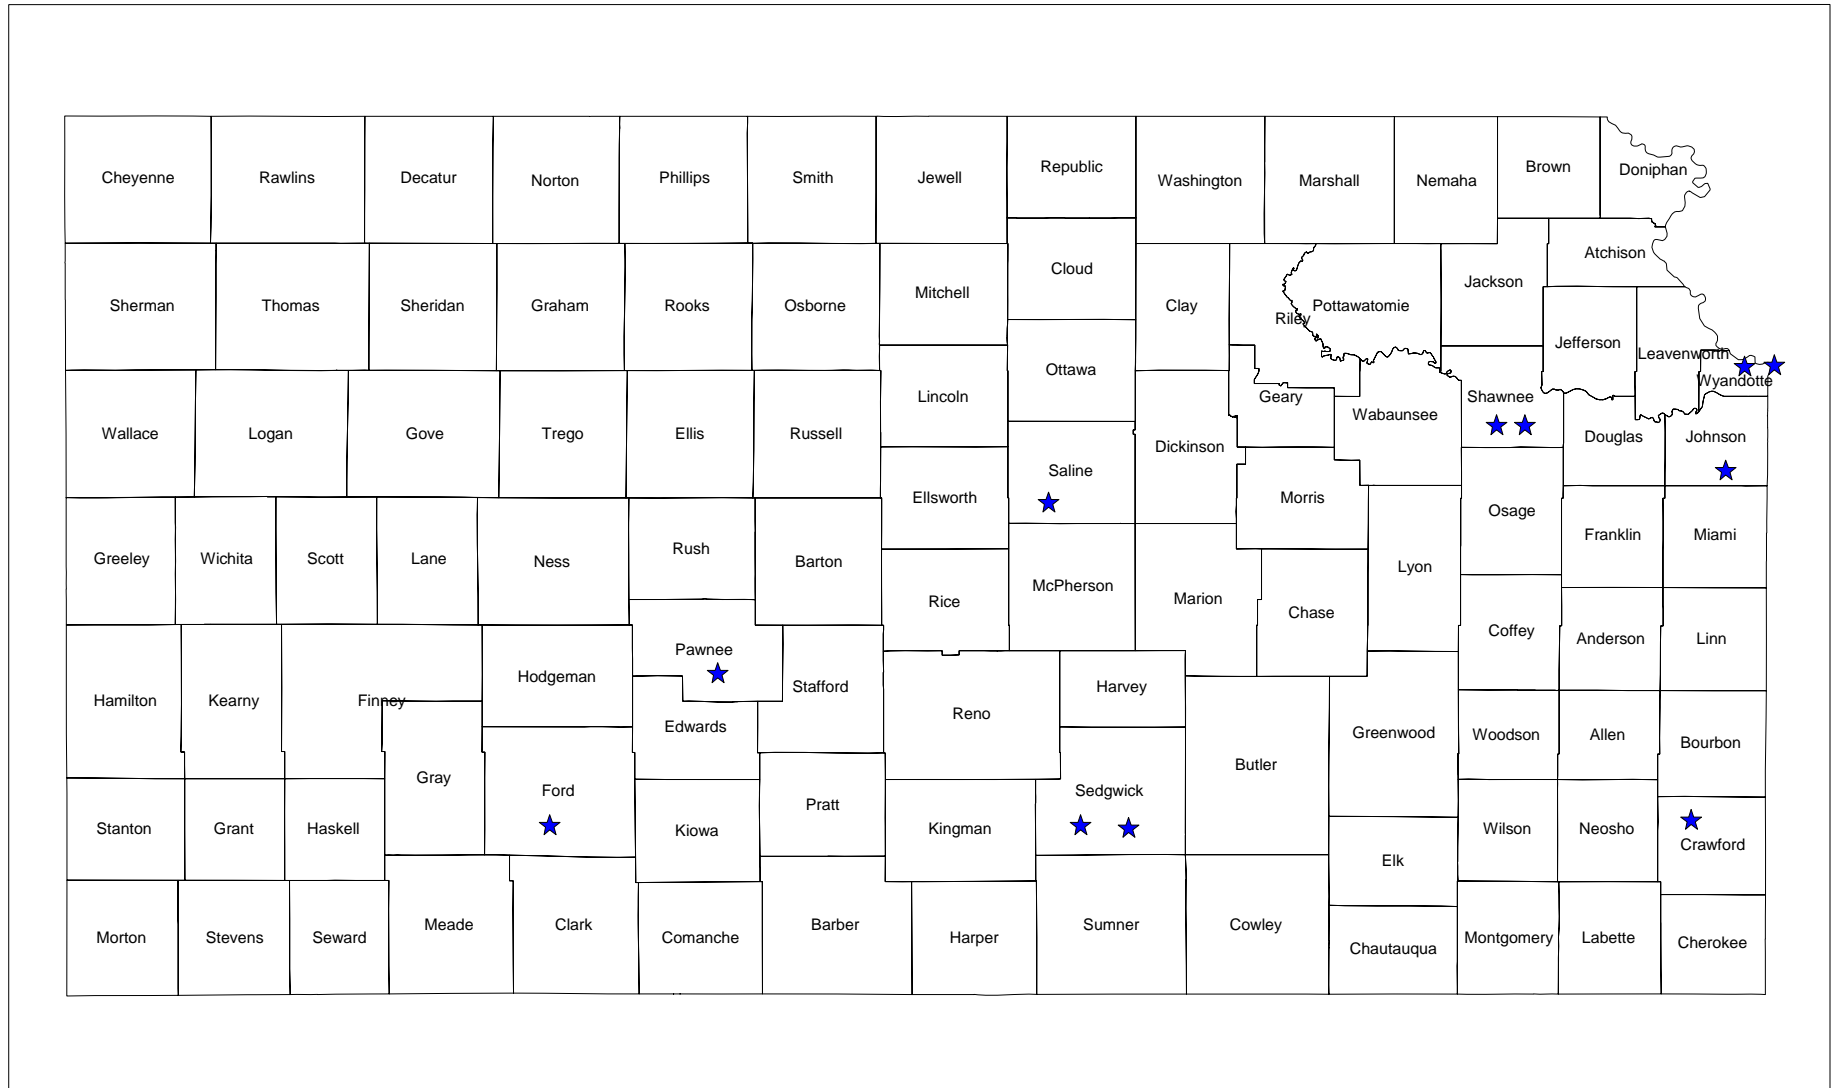 Cheyenne
Rawlins
Decatur
Norton
Phillips
Smith
Jewell
Republic
Washington
Marshall
Nemaha
Brown
Doniphan
Sherman
Thomas
Sheridan
Graham
Rooks
Osborne
Mitchell
Cloud
Clay
Riley
Pottawatomie
Jackson
Atchison
Ottawa
Jefferson
Leavenworth
Wyandotte
Wallace
Logan
Gove
Trego
Ellis
Russell
Lincoln
Saline
Dickinson
Geary
Wabaunsee
Shawnee
Douglas
Johnson
Ellsworth
Morris
Osage
Franklin
Miami
Greeley
Wichita
Scott
Lane
Ness
Rush
Barton
Rice
McPherson
Marion
Chase
Lyon
Coffey
Anderson
Linn
Hamilton
Kearny
Finney
Hodgeman
Pawnee
Stafford
Edwards
Reno
Harvey
Greenwood
Woodson
Allen
Bourbon
Gray
Ford
Kiowa
Pratt
Kingman
Sedgwick
Butler
Stanton
Grant
Haskell
Elk
Wilson
Neosho
Crawford
Morton
Stevens
Seward
Meade
Clark
Comanche
Barber
Harper
Sumner
Cowley
Chautauqua
Montgomery
Labette
Cherokee